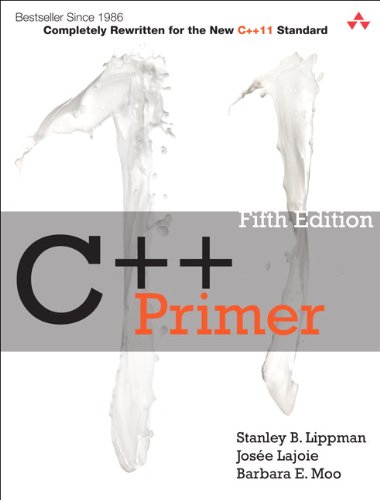 Bestseller Since 1986
Completely Rewritten for the New C++11 Standard
Fifth Edition
C++
Primer
Stanley B. Lippman
Josée Lajoie
Barbara E. Moo